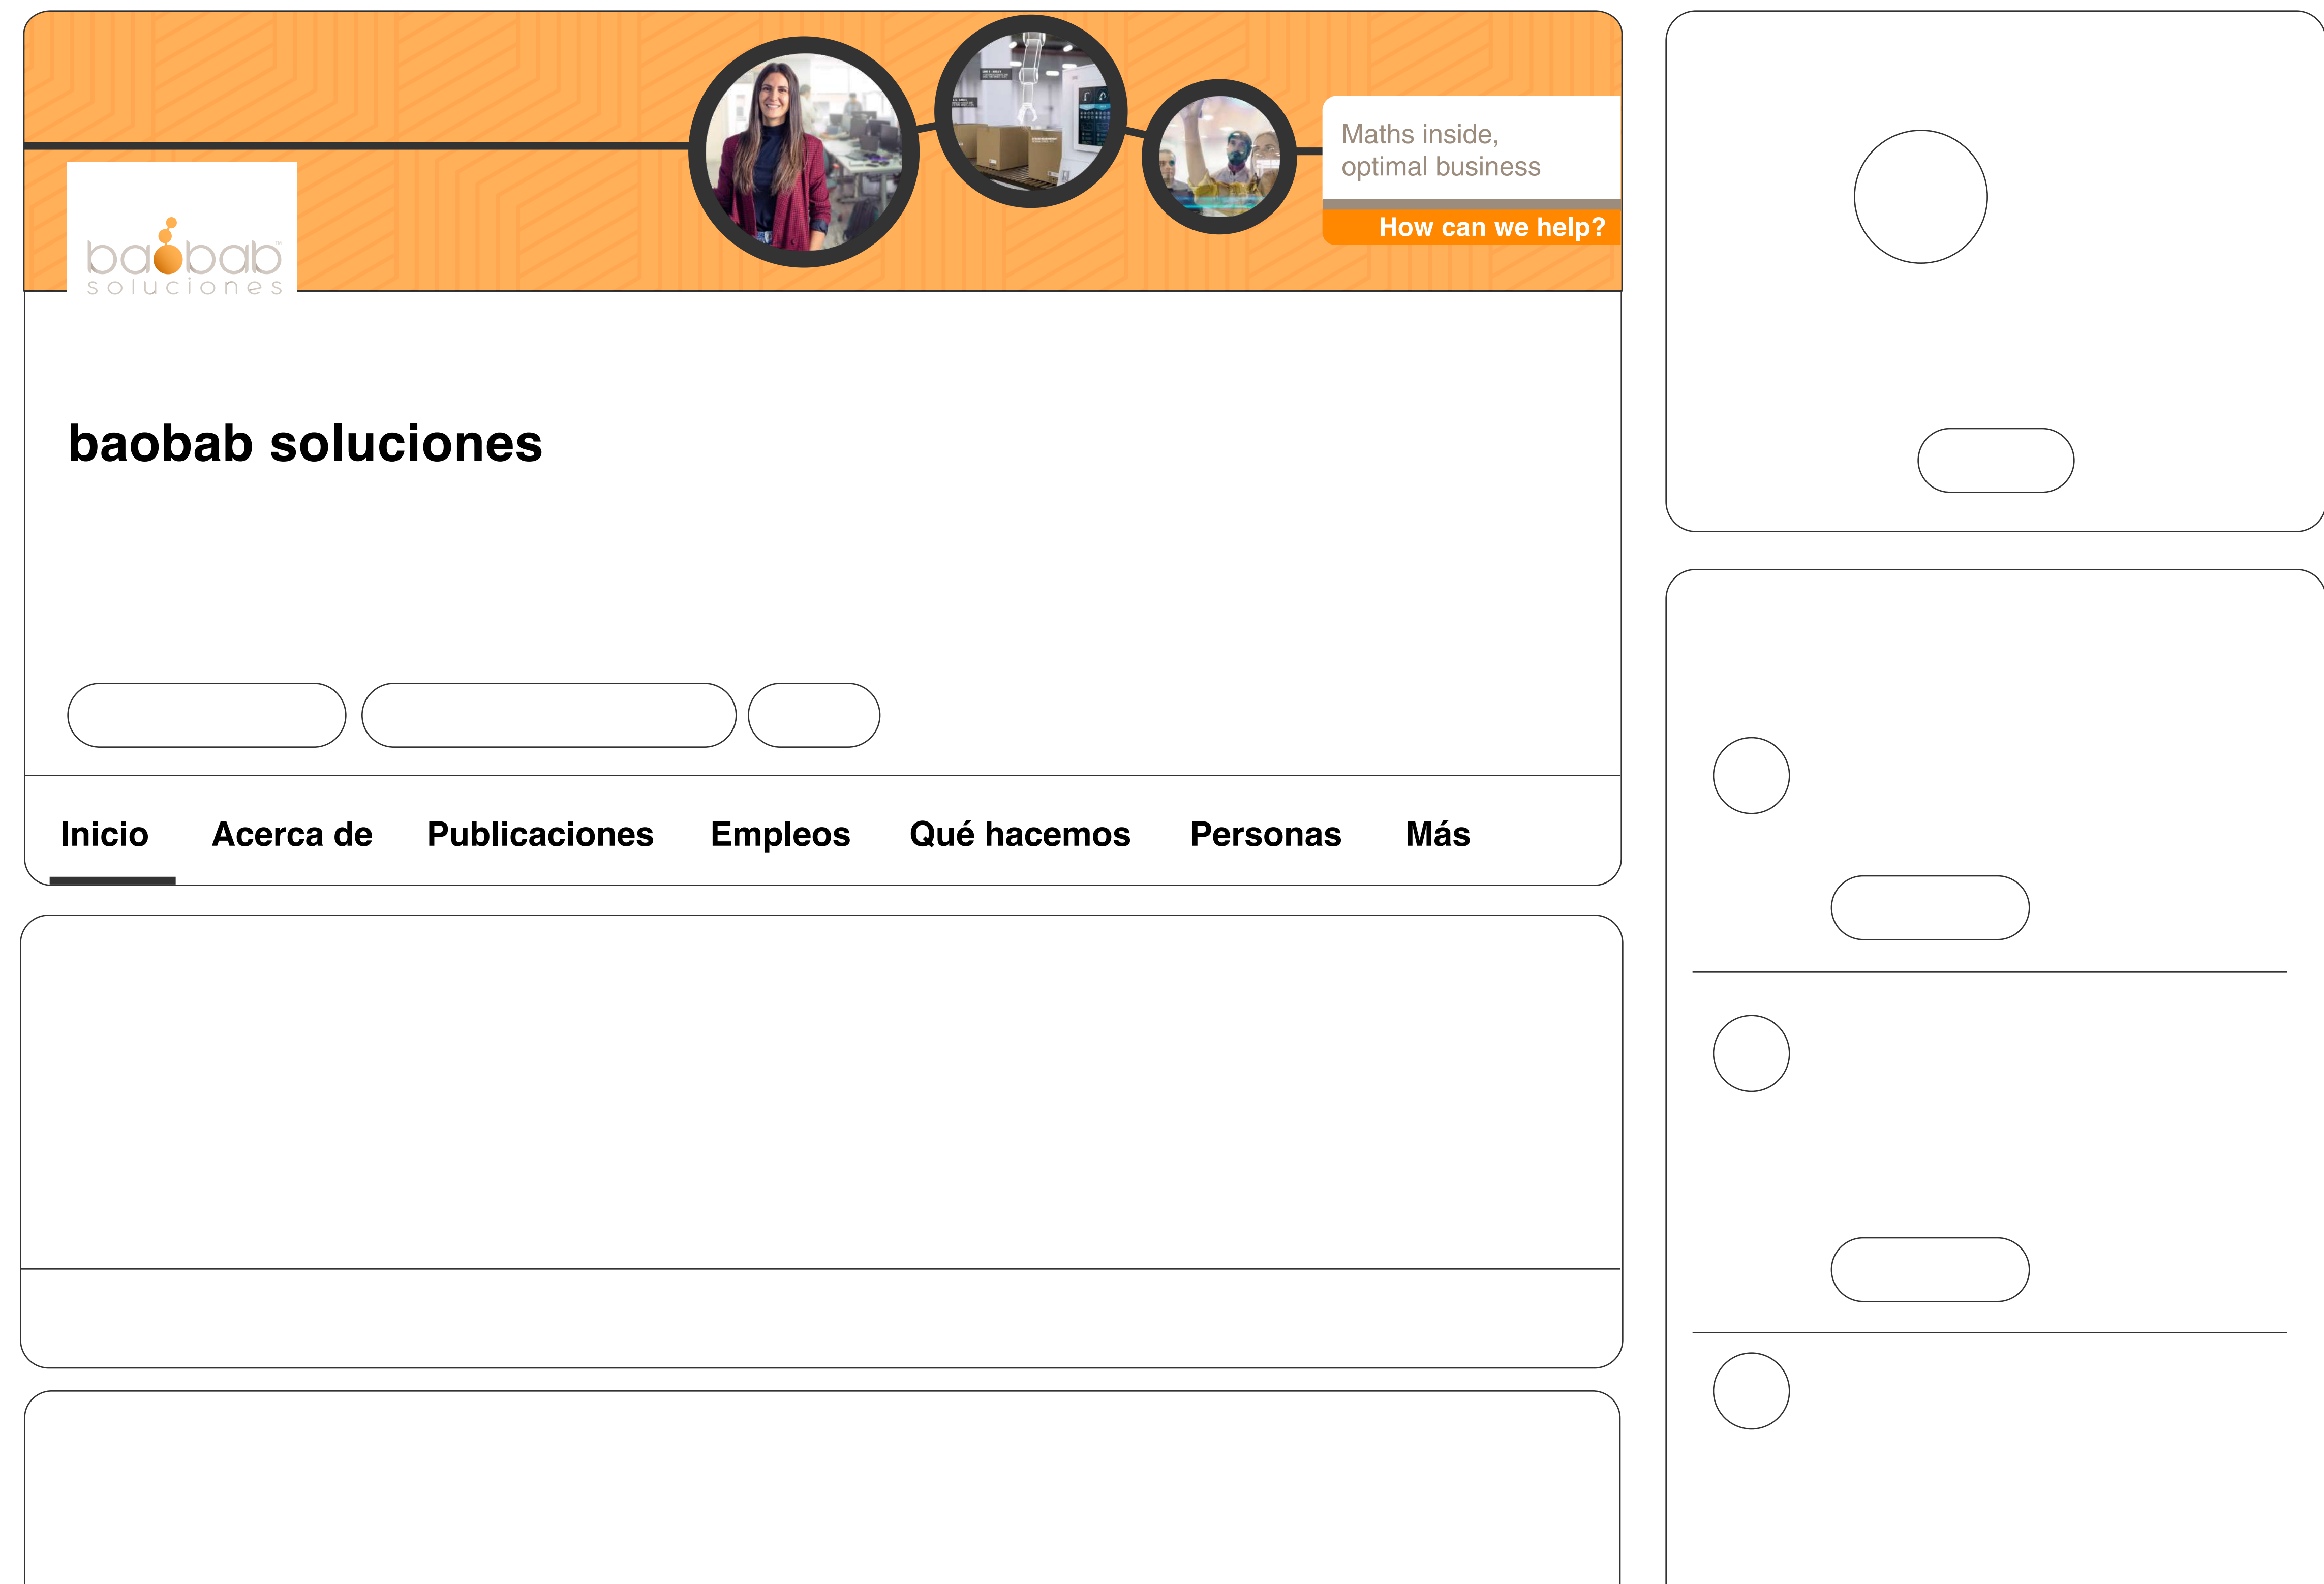 Maths inside,
optimal business
How can we help?
baobab™
soluciones
baobab soluciones
Inicio Acerca de Publicaciones Empleos Qué hacemos Personas Más